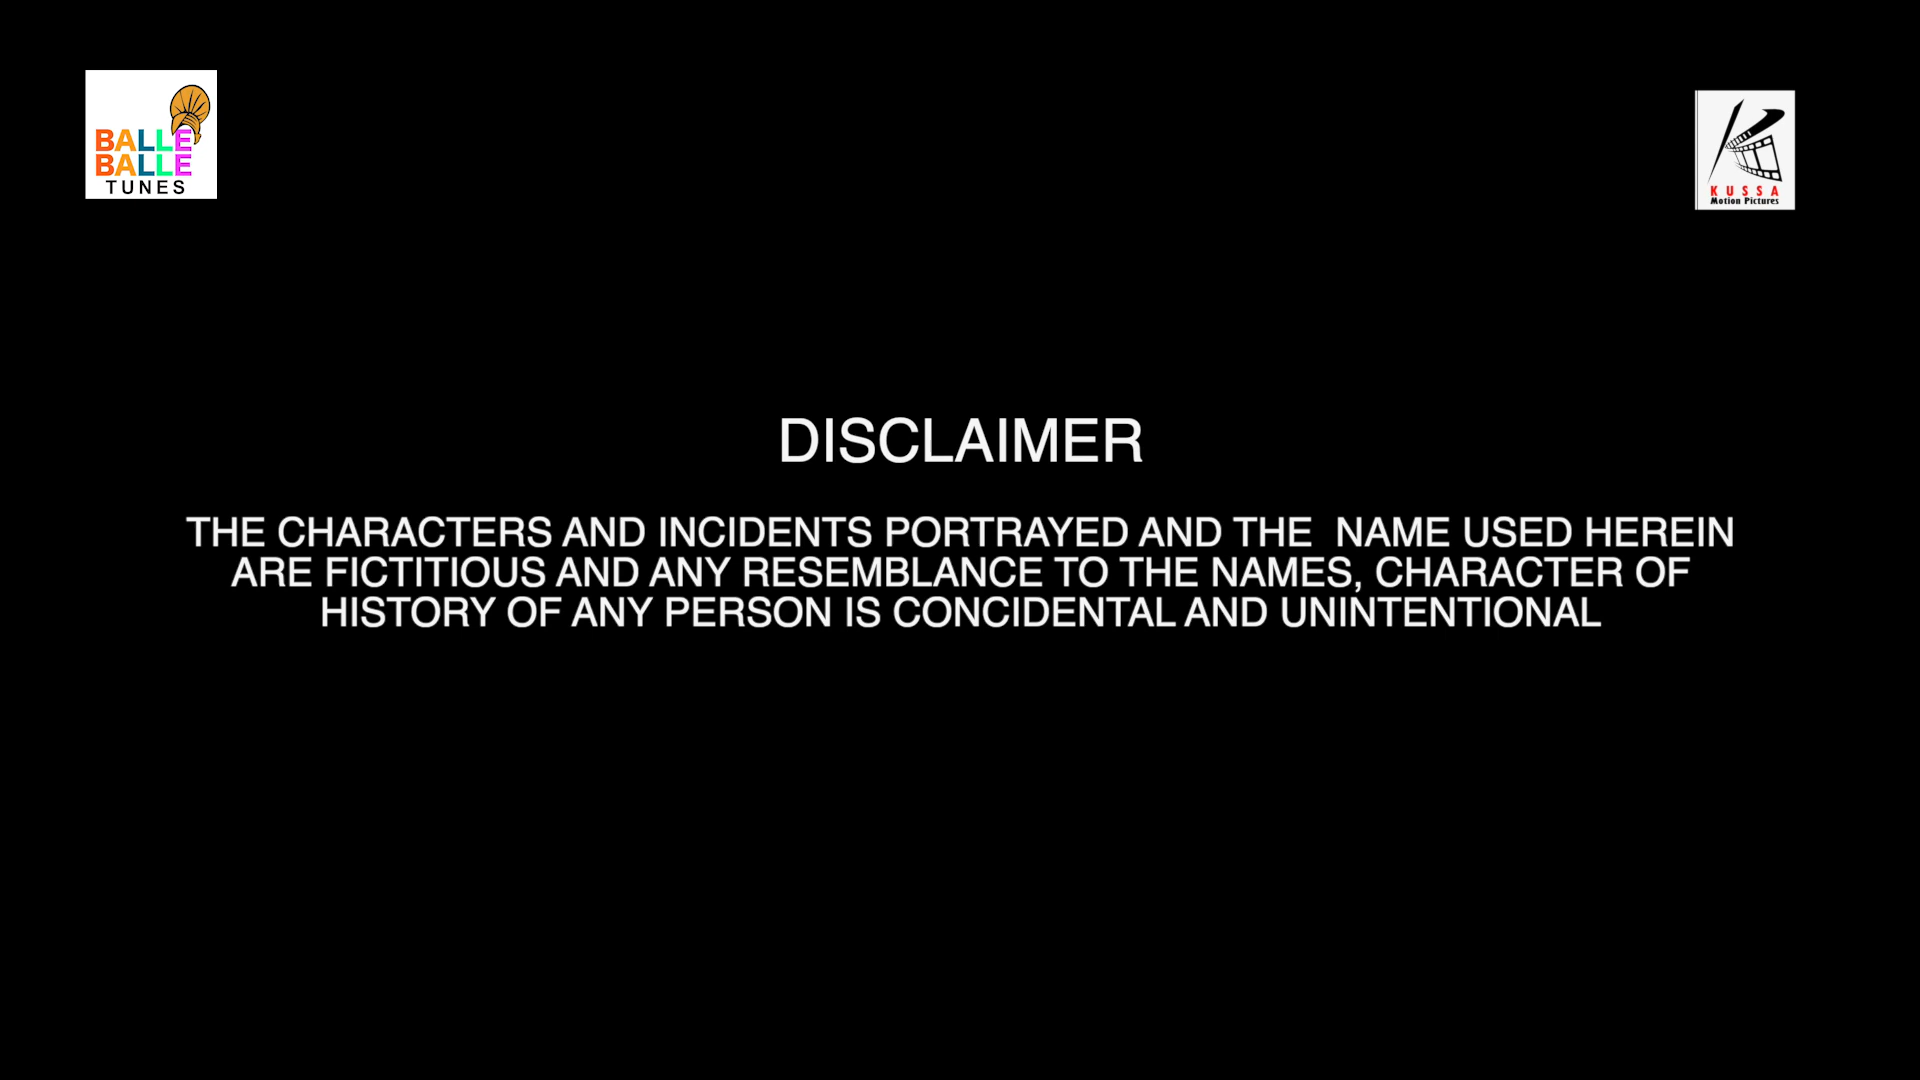 BALLE
BALLE
TUNES
KUSSA
Motion Pictures
DISCLAIMER
THE CHARACTERS AND INCIDENTS PORTRAYED AND THE  NAME USED HEREIN
ARE FICTITIOUS AND ANY RESEMBLANCE TO THE NAMES, CHARACTER OF
HISTORY OF ANY PERSON IS CONCIDENTAL AND UNINTENTIONAL